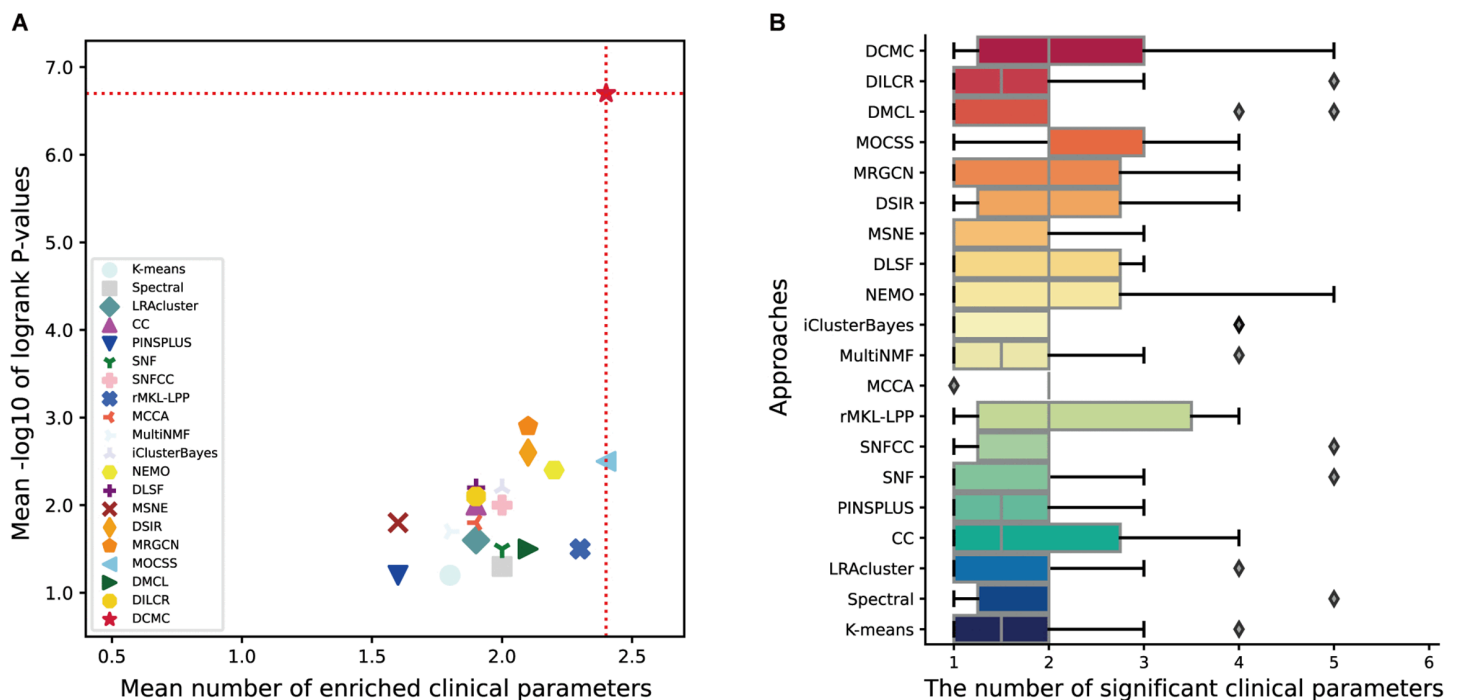 A
Mean -log10 of logrank P-values
7.0
6.0
5.0
4.0
3.0
2.0
1.0
K-means
Spectral
LRAcluster
CC
PINSPLUS
SNF
SNFCC
rMKL-LPP
MCCA
MultiNMF
iClusterBayes
NEMO
DLSF
MSNE
DSIR
MRGCN
MOCSS
DMCL
DILCR
DCMC
0.5 1.0 1.5 2.0 2.5
Mean number of enriched clinical parameters
B
Approaches
DCMC
DILCR
DMCL
MOCSS
MRGCN
DSIR
MSNE
DLSF
NEMO
iClusterBayes
MultiNMF
MCCA
rMKL-LPP
SNFCC
SNF
PINSPLUS
CC
LRAcluster
Spectral
K-means
1 2 3 4 5 6
The number of significant clinical parameters